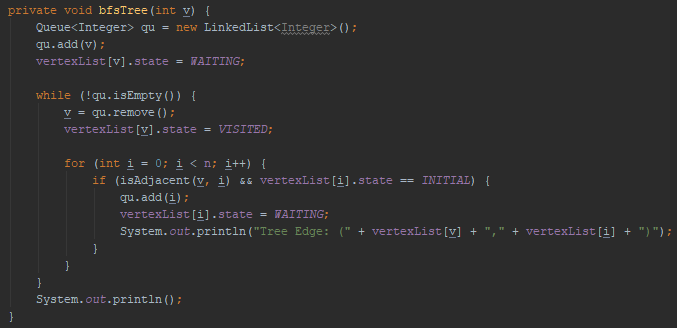 private void bfsTree(int v) {
    Queue<Integer> qu = new LinkedList<Integer>();
    qu.add(v);
    vertexList[v].state = WAITING;

    while (!qu.isEmpty()) {
        v = qu.remove();
        vertexList[v].state = VISITED;

        for (int i = 0; i < n; i++) {
            if (isAdjacent(v, i) && vertexList[i].state == INITIAL) {
                qu.add(i);
                vertexList[i].state = WAITING;
                System.out.println("Tree Edge: (" + vertexList[v] + "," + vertexList[i] + ")");
            }
        }
    }
    System.out.println();
}